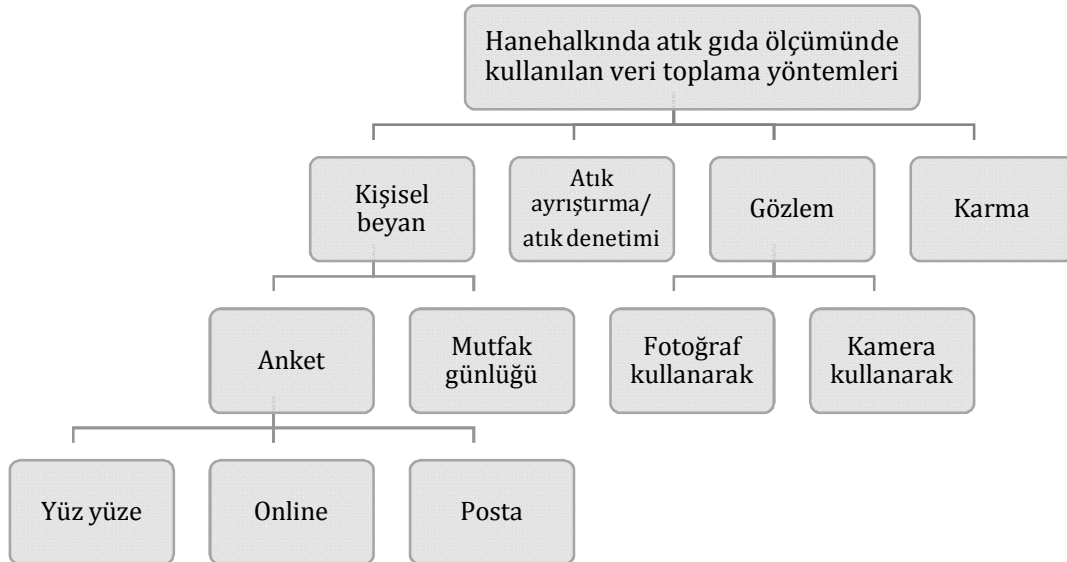 Hanehalkında atık gıda ölçümünde
kullanılan veri toplama yöntemleri
Kişisel
beyan
Atık
ayrıştırma/
atık denetimi
Gözlem
Karma
Anket
Mutfak
günlüğü
Fotoğraf
kullanarak
Kamera
kullanarak
Yüz yüze
Online
Posta